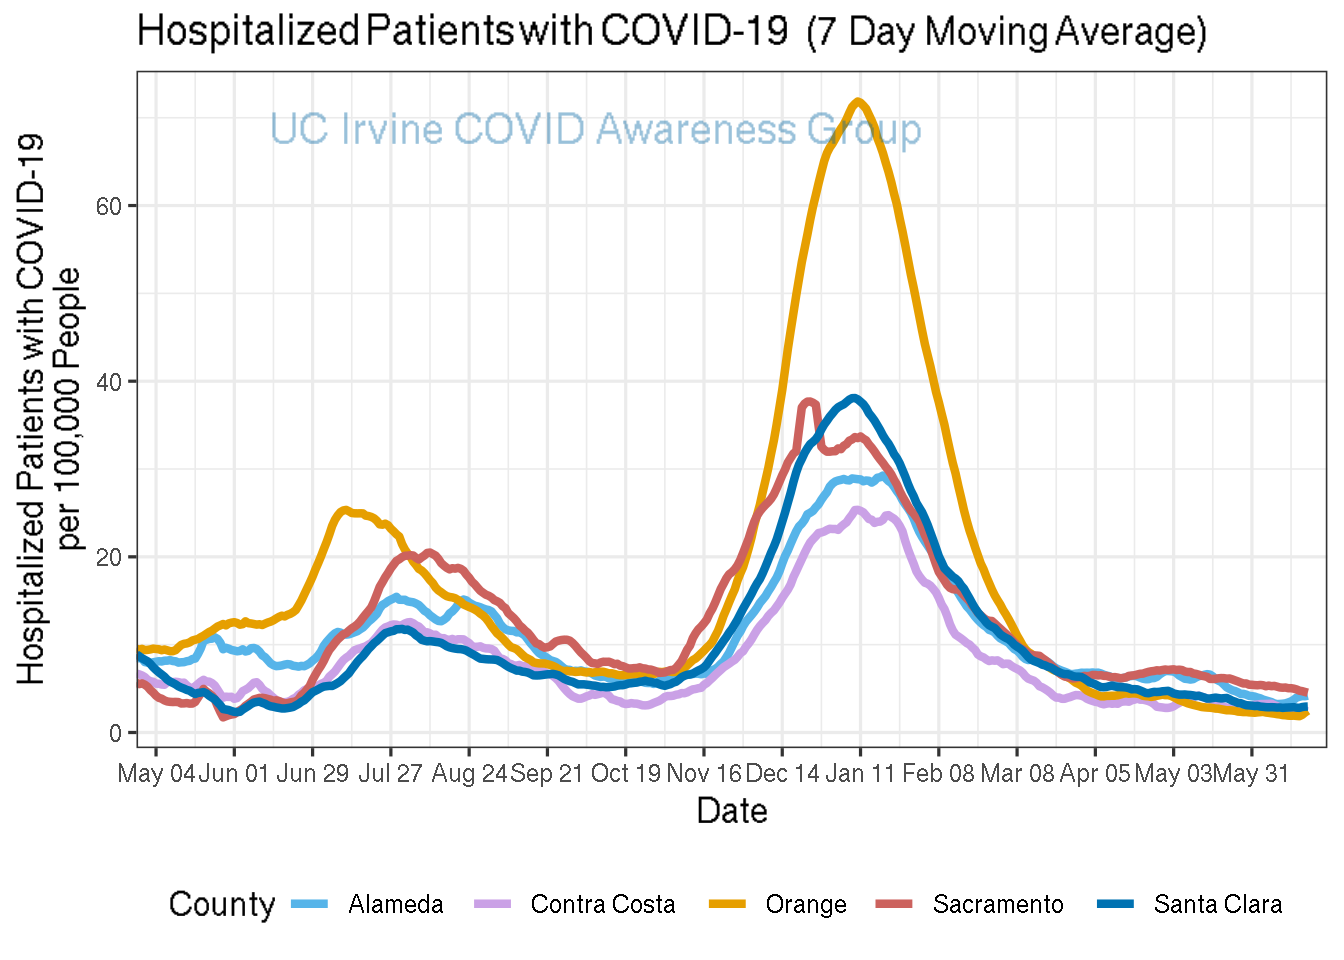 Hospitalized Patients with COVID-19 (7 Day Moving Average)
UC Irvine COVID Awareness Group
Hospitalized Patients with COVID-19
per 100,000 People
60
40
20
0
May 04 Jun 01 Jun 29 Jul 27 Aug 24 Sep 21 Oct 19 Nov 16 Dec 14 Jan 11 Feb 08 Mar 08 Apr 05 May 03 May 31
Date
County Alameda Contra Costa Orange Sacramento Santa Clara